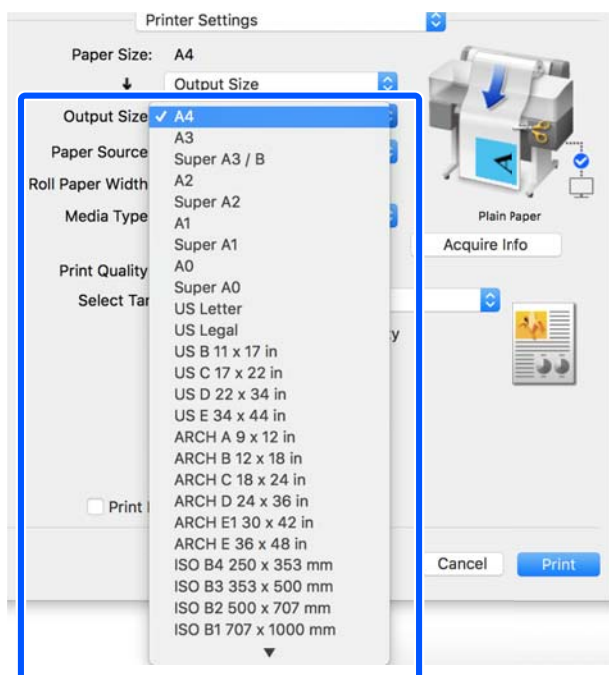 Printer Settings
Paper Size: A4
Output Size
Output Size ✓ A4
A3
Paper Source
Super A3 / B
A2
Roll Paper Width
Super A2
Media Type
A1
Plain Paper
Super A1
Acquire Info
A0
Print Quality
Super A0
Select Tar
US Letter
US Legal
y
US B 11 x 17 in
US C 17 x 22 in
US D 22 x 34 in
US E 34 x 44 in
ARCH A 9 x 12 in
ARCH B 12 x 18 in
ARCH C 18 x 24 in
ARCH D 24 x 36 in
Print
ARCH E1 30 x 42 in
ARCH E 36 x 48 in
ISO B4 250 x 353 mm
Cancel
Print
ISO B3 353 x 500 mm
ISO B2 500 x 707 mm
ISO B1 707 x 1000 mm